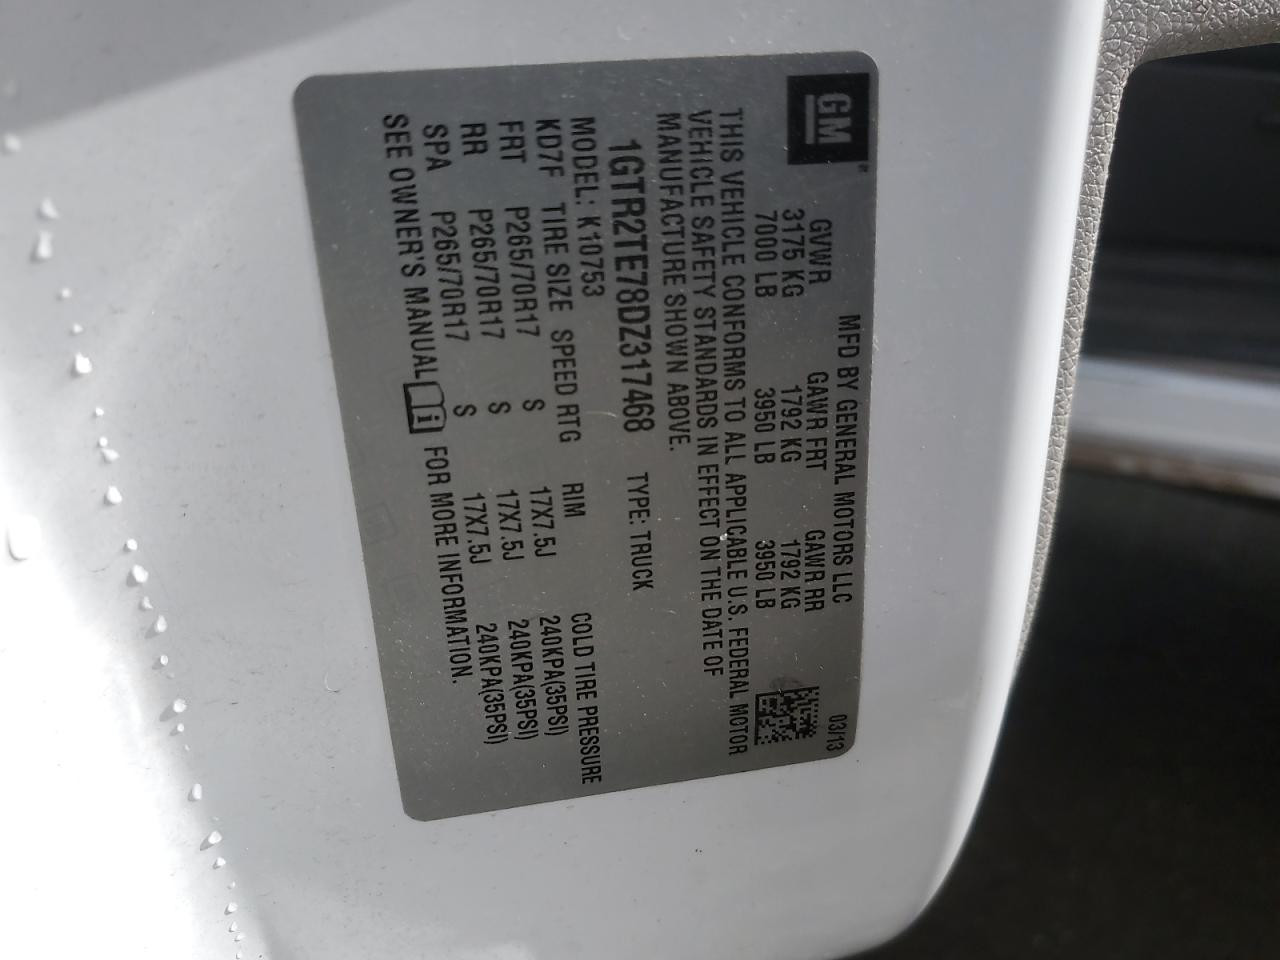 GM
MFD BY GENERAL MOTORS LLC 03/13
GVWR GAWR FRT GAWR RR
3175 KG 1792 KG 1792 KG
7000 LB 3950 LB 3950 LB
THIS VEHICLE CONFORMS TO ALL APPLICABLE U.S. FEDERAL MOTOR
VEHICLE SAFETY STANDARDS IN EFFECT ON THE DATE OF
MANUFACTURE SHOWN ABOVE.
1GTR2TE78DZ317468 TYPE: TRUCK
MODEL: K10753
KD7F TIRE SIZE SPEED RTG RIM COLD TIRE PRESSURE
FRT P265/70R17 S 17X7.5J 240KPA(35PSI)
RR P265/70R17 S 17X7.5J 240KPA(35PSI)
SPA P265/70R17 S 17X7.5J 240KPA(35PSI)
SEE OWNER'S MANUAL i FOR MORE INFORMATION.